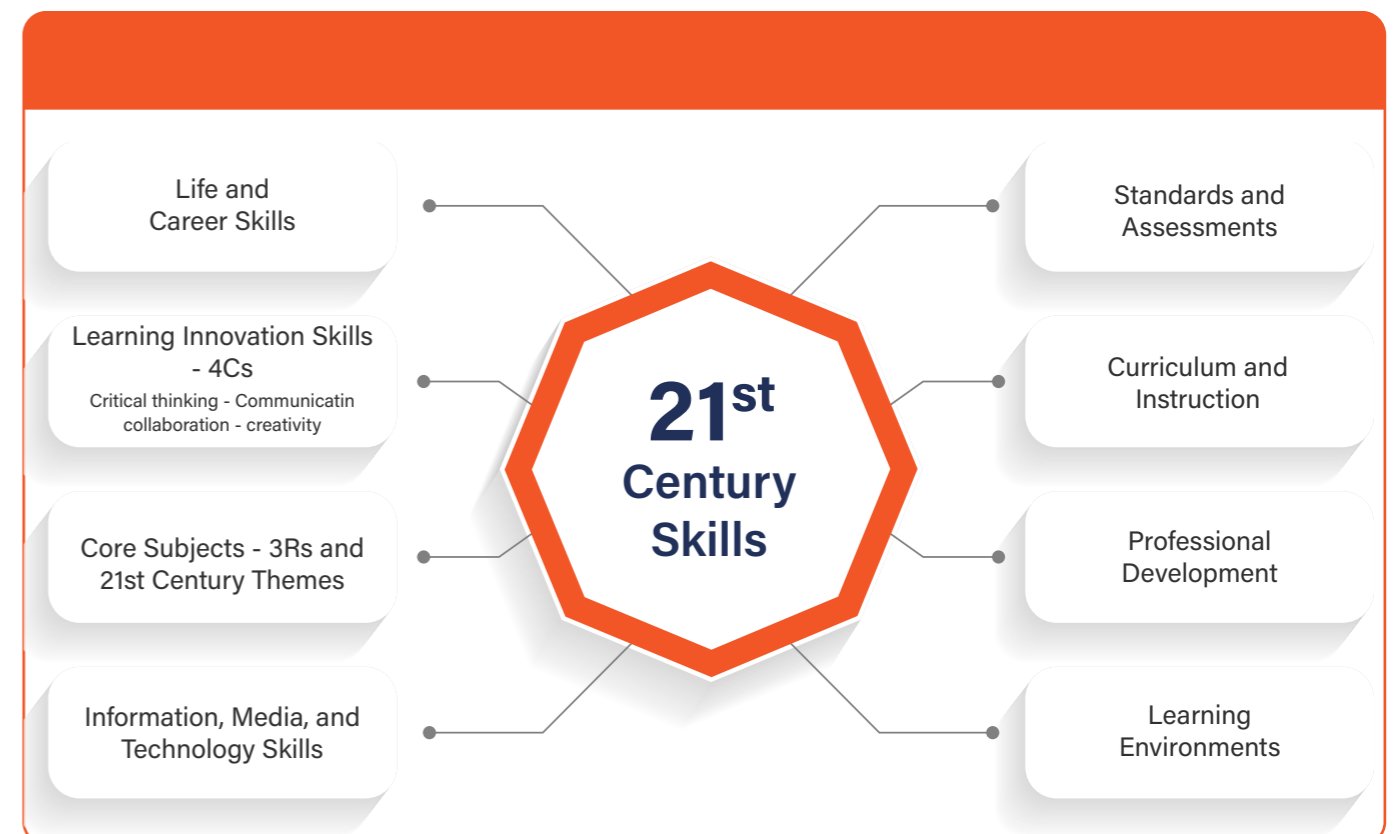 Life and
Career Skills
Learning Innovation Skills
- 4Cs
Critical thinking - Communicatin
collaboration - creativity
Core Subjects - 3Rs and
21st Century Themes
Information, Media, and
Technology Skills
21st
Century
Skills
Standards and
Assessments
Curriculum and
Instruction
Professional
Development
Learning
Environments